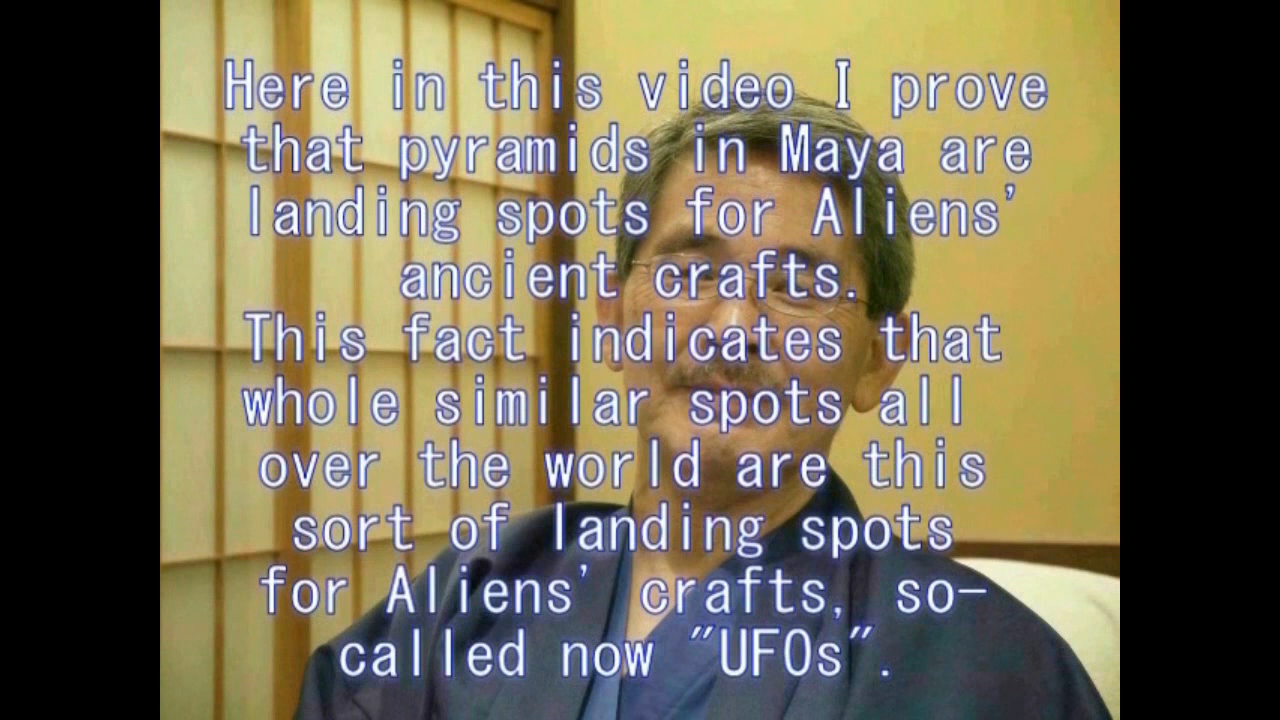 Here in this video I prove
that pyramids in Maya are
landing spots for Aliens'
ancient crafts.
This fact indicates that
whole similar spots all
over the world are this
sort of landing spots
for Aliens' crafts, so-
called now "UFOs".